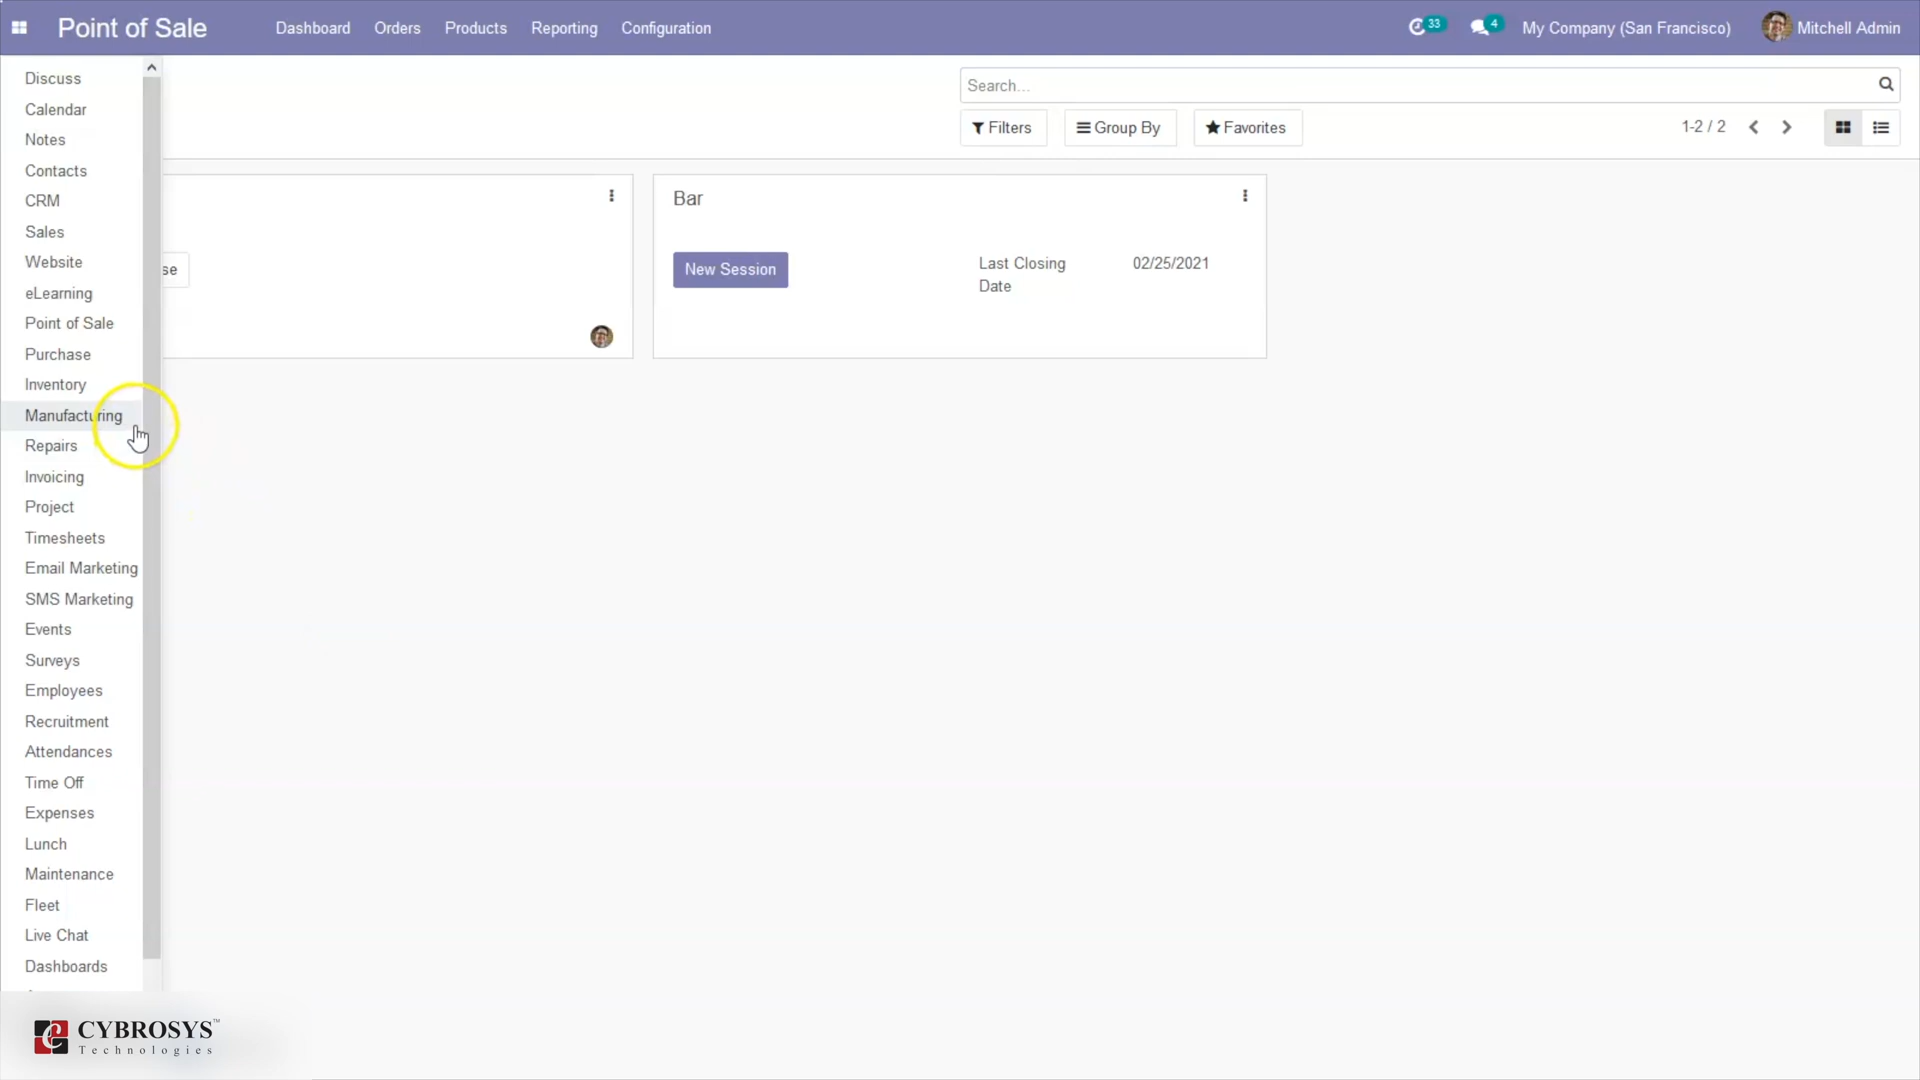 Point of Sale Dashboard Orders Products Reporting Configuration 33 4 My Company (San Francisco) Mitchell Admin
Search...
Filters Group By Favorites 1-2 / 2
Discuss
Calendar
Notes
Contacts
CRM
Sales
Website
eLearning
Point of Sale
Purchase
Inventory
Manufacturing
Repairs
Invoicing
Project
Timesheets
Email Marketing
SMS Marketing
Events
Surveys
Employees
Recruitment
Attendances
Time Off
Expenses
Lunch
Maintenance
Fleet
Live Chat
Dashboards
se
Bar
New Session
Last Closing 02/25/2021
Date
CYBROSYS™
Technologies